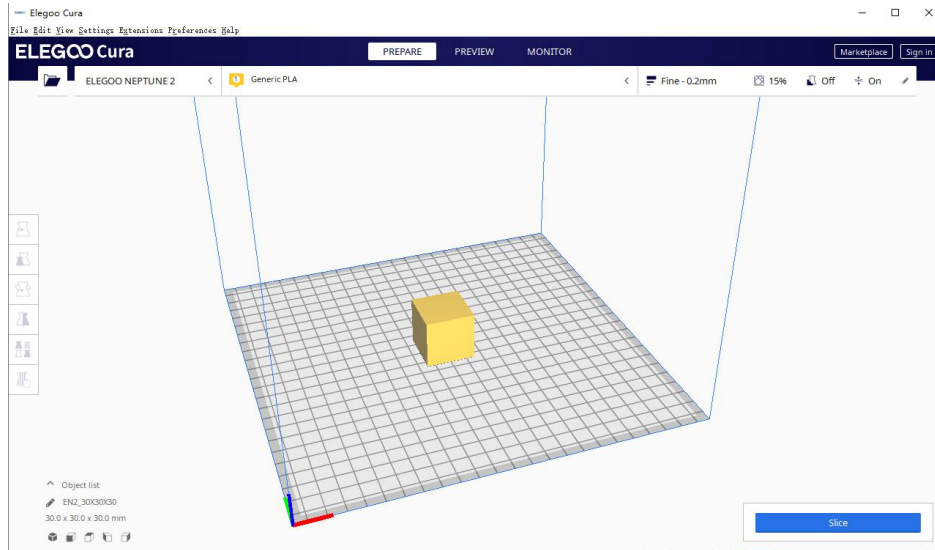 Elegoo Cura
File Edit View Settings Extensions Preferences Help
ELEGOO Cura PREPARE PREVIEW MONITOR Marketplace Sign in
ELEGOO NEPTUNE 2 Generic PLA Fine - 0.2mm 15% Off On
Object list
EN2_30X30X30
30.0 x 30.0 x 30.0 mm
Slice